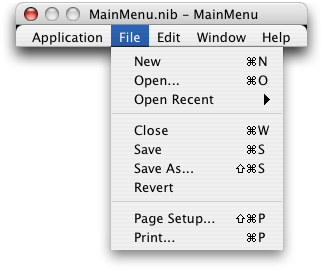 MainMenu.nib – MainMenu
Application File Edit Window Help
New ⌘N
Open... ⌘O
Open Recent ▶
Close ⌘W
Save ⌘S
Save As... ⇧⌘S
Revert
Page Setup... ⇧⌘P
Print... ⌘P